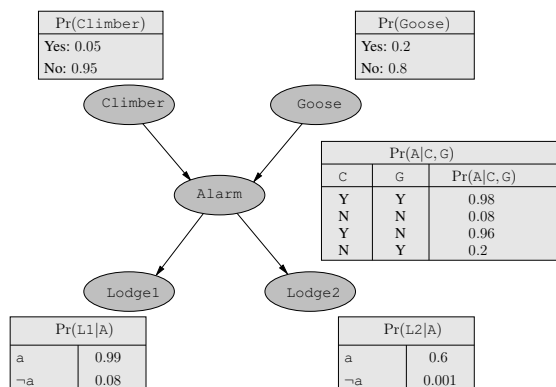 Pr(Climber)
Yes: 0.05
No: 0.95
Pr(Goose)
Yes: 0.2
No: 0.8
Climber
Goose
Pr(A|C, G)
C G Pr(A|C, G)
Y Y 0.98
N N 0.08
Y N 0.96
N Y 0.2
Alarm
Lodge1
Lodge2
Pr(L1|A)
a 0.99
¬a 0.08
Pr(L2|A)
a 0.6
¬a 0.001